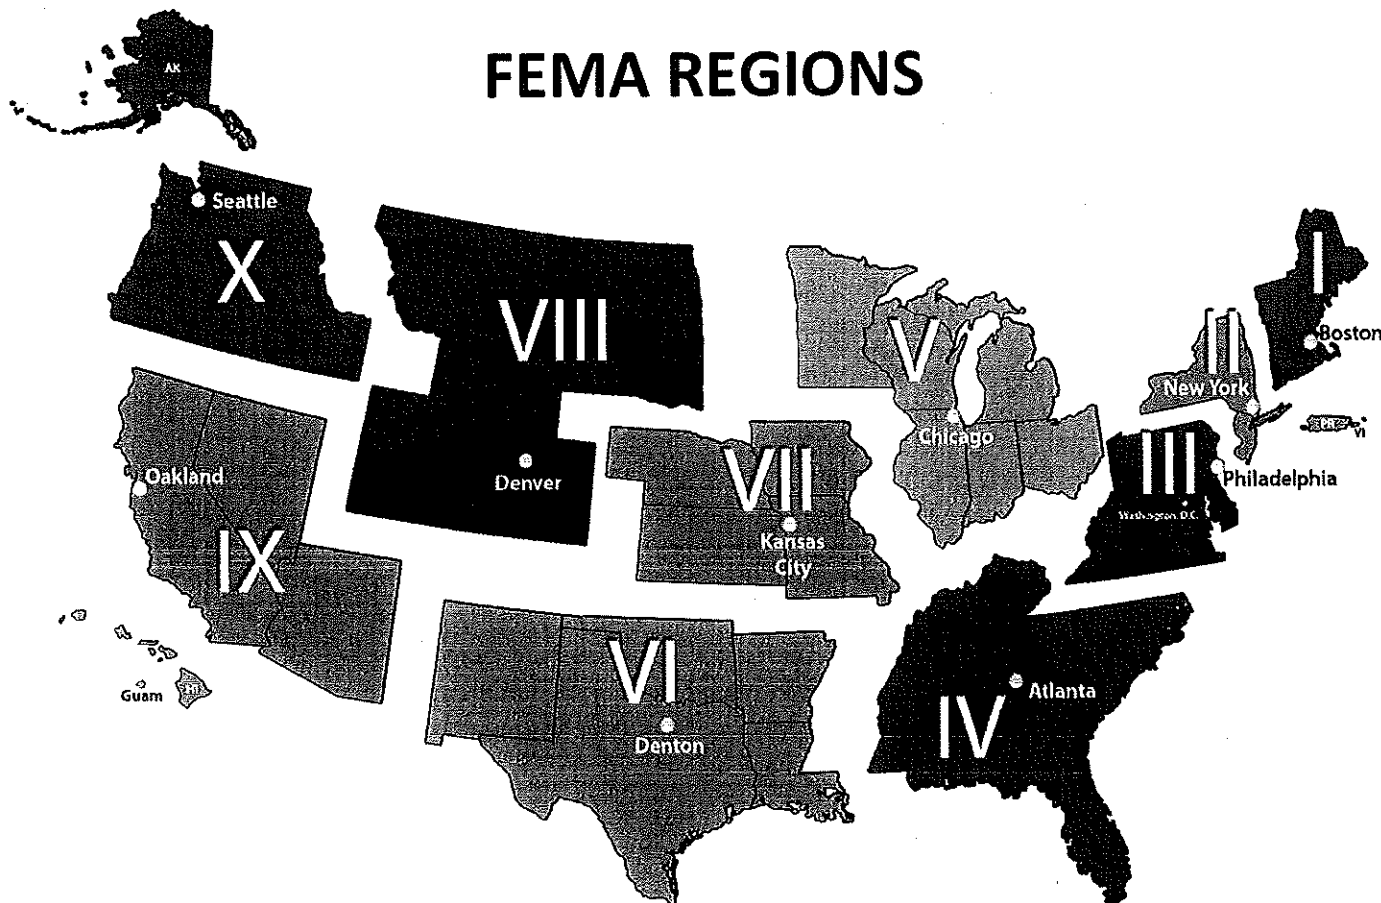 FEMA REGIONS
AK
Seattle
X
VIII
I
V
II
Boston
New York
PR
VI
Chicago
III
Philadelphia
Washington, D.C.
Oakland
Denver
VII
Kansas
City
IX
Guam
HI
VI
Denton
Atlanta
IV